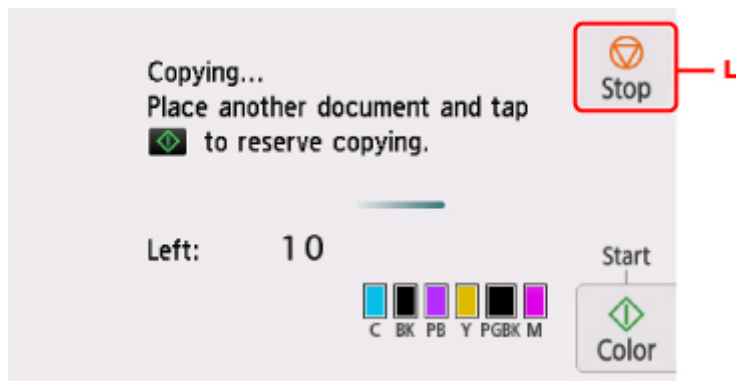 Copying...
Place another document and tap
to reserve copying.
Stop
L
Left: 10
C BK PB Y PGBK M
Start
Color